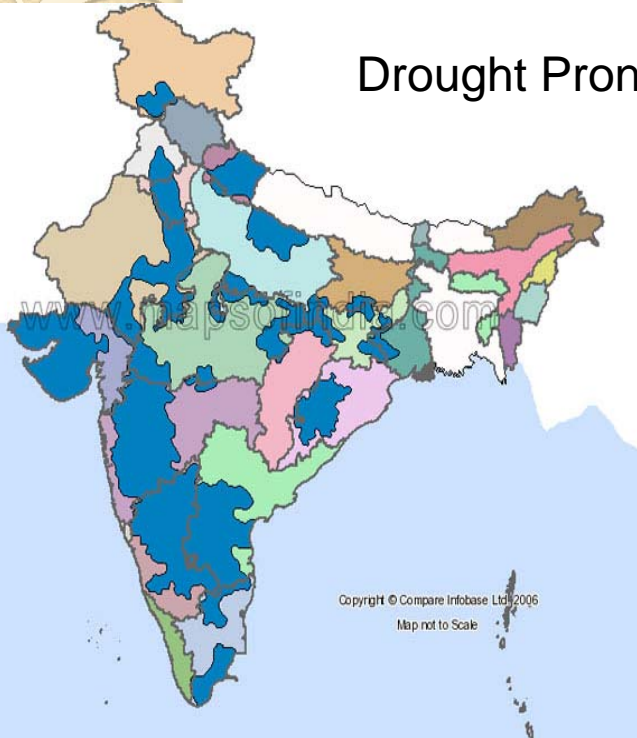 Drought Pron
www.mapsofindia.com
Copyright © Compare Infobase Ltd. 2006
Map not to Scale